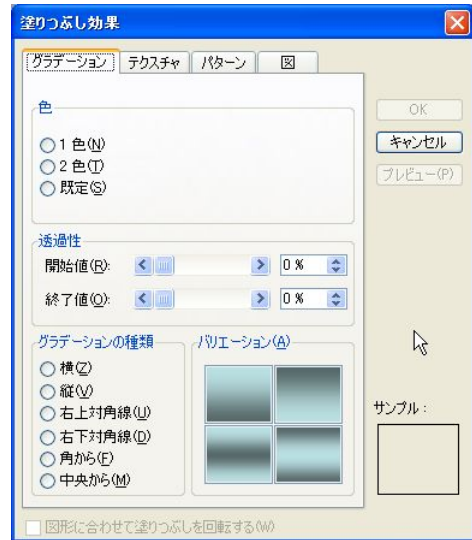 塗りつぶし効果
グラデーション テクスチャ パターン 図
色
1 色(N)
2 色(T)
既定(S)
OK
キャンセル
プレビュー(P)
透過性
開始値(R): 0 %
終了値(O): 0 %
グラデーションの種類
横(Z)
縦(V)
右上対角線(U)
右下対角線(D)
角から(F)
中央から(M)
バリエーション(A)
サンプル:
図形に合わせて塗りつぶしを回転する(W)